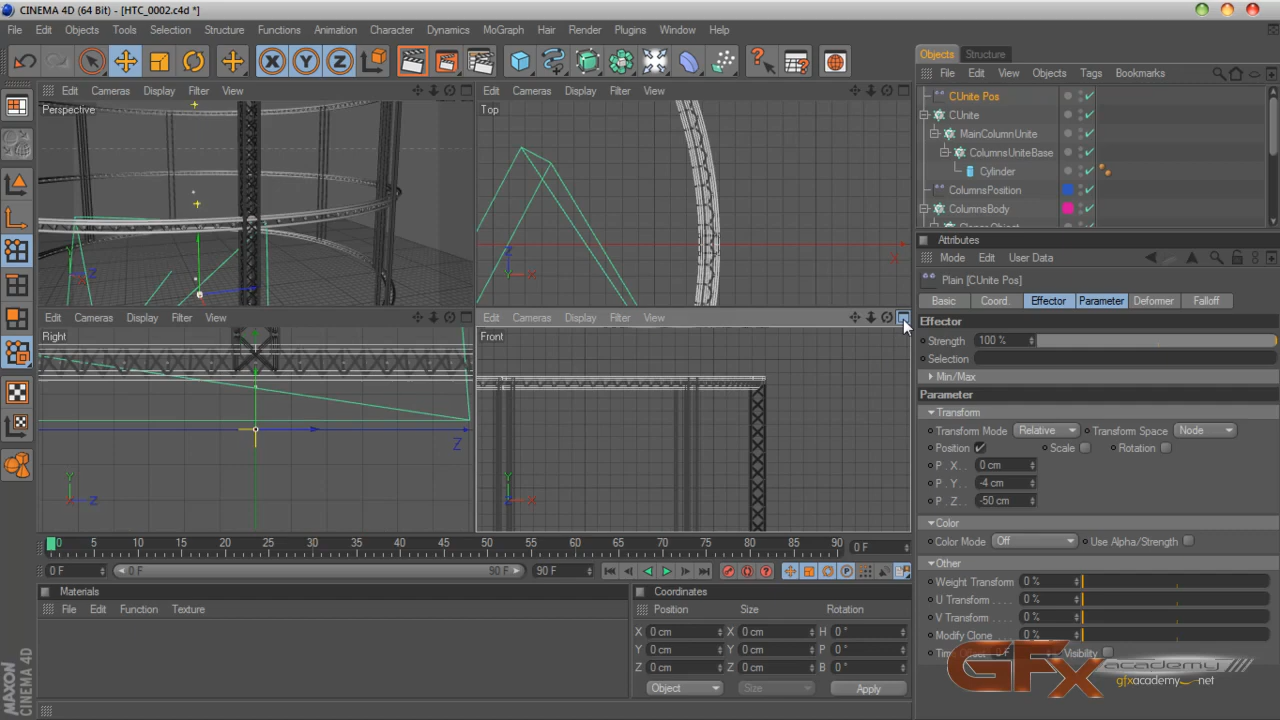 CINEMA 4D (64 Bit) - [HTC_0002.c4d *]
File Edit Objects Tools Selection Structure Functions Animation Character Dynamics MoGraph Hair Render Plugins Window Help
Objects Structure
File Edit View Objects Tags Bookmarks
CUnite Pos
CUnite
MainColumnUnite
ColumnsUniteBase
Cylinder
ColumnsPosition
ColumnsBody
Edit Cameras Display Filter View
Perspective
Z
Edit Cameras Display Filter View
Top
Z
X
X
Edit Cameras Display Filter View
Right
Y
Z
Z
Edit Cameras Display Filter View
Front
Y
Z
X
Attributes
Mode Edit User Data
Plain [CUnite Pos]
Basic Coord. Effector Parameter Deformer Falloff
Effector
Strength 100 %
Selection
Min/Max
Parameter
Transform
Transform Mode Relative Transform Space Node
Position Scale Rotation
P . X . . 0 cm
P . Y . . -4 cm
P . Z . . -50 cm
Color
Color Mode Off Use Alpha/Strength
Other
Weight Transform 0 %
U Transform . . . . 0 %
V Transform . . . . 0 %
Modify Clone . . . 0 %
Time Offset 0 F Visibility
0 5 10 15 20 25 30 35 40 45 50 55 60 65 70 75 80 85 90 0 F
0 F 0 F 90 F 90 F
Materials
File Edit Function Texture
Coordinates
Position Size Rotation
X 0 cm X 0 cm H 0 °
Y 0 cm Y 0 cm P 0 °
Z 0 cm Z 0 cm B 0 °
Object Size Apply
MAXON
CINEMA 4D
GFX academy
gfxacademy.net